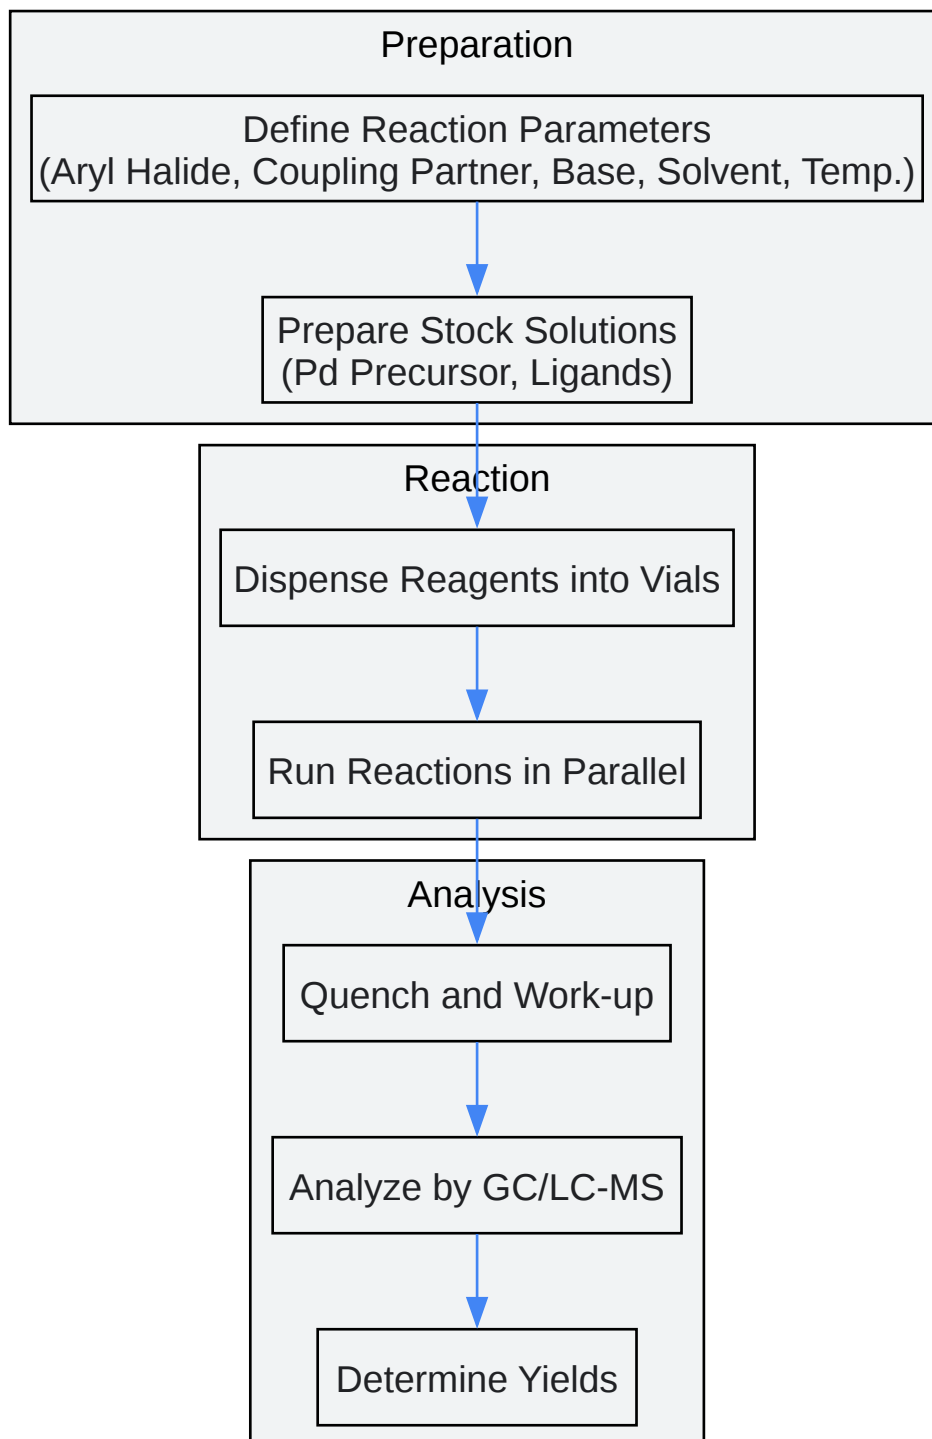 Preparation
Define Reaction Parameters
(Aryl Halide, Coupling Partner, Base, Solvent, Temp.)
Prepare Stock Solutions
(Pd Precursor, Ligands)
Reaction
Dispense Reagents into Vials
Run Reactions in Parallel
Analysis
Quench and Work-up
Analyze by GC/LC-MS
Determine Yields